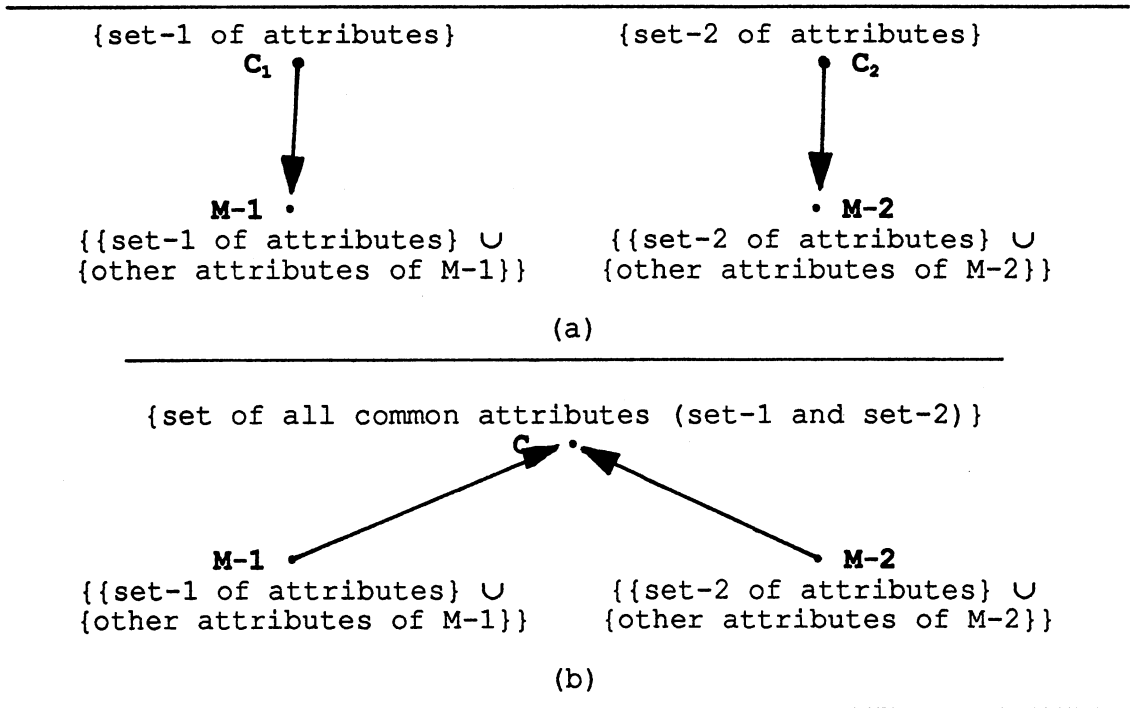 {set-1 of attributes} {set-2 of attributes}
C₁ C₂
M-1 M-2
{{set-1 of attributes} ∪ {{set-2 of attributes} ∪
{other attributes of M-1}} {other attributes of M-2}}
(a)
{set of all common attributes (set-1 and set-2)}
C
M-1 M-2
{{set-1 of attributes} ∪ {{set-2 of attributes} ∪
{other attributes of M-1}} {other attributes of M-2}}
(b)